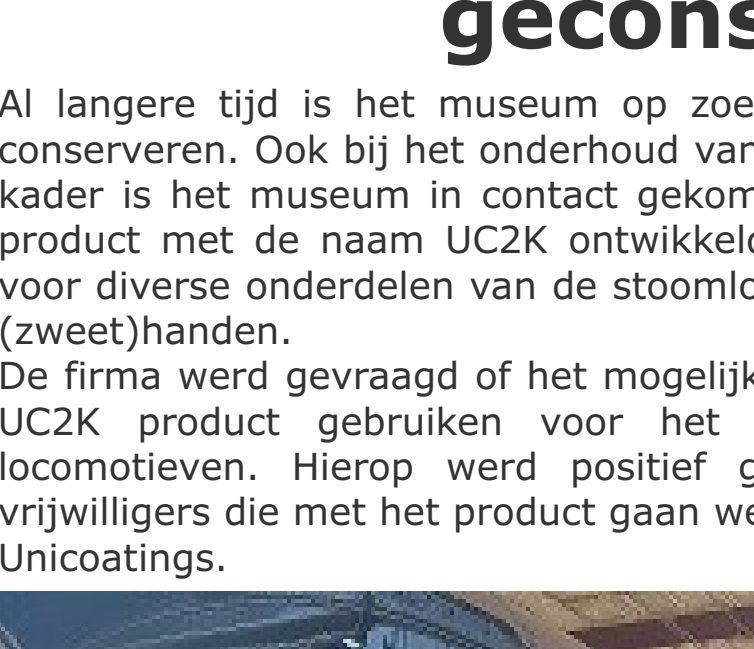 gecons
Al langere tijd is het museum op zoe
conserveren. Ook bij het onderhoud van
kader is het museum in contact gekom
product met de naam UC2K ontwikkeld
voor diverse onderdelen van de stoomlo
(zweet)handen.
De firma werd gevraagd of het mogelijk
UC2K product gebruiken voor het
locomotieven. Hierop werd positief g
vrijwilligers die met het product gaan we
Unicoatings.